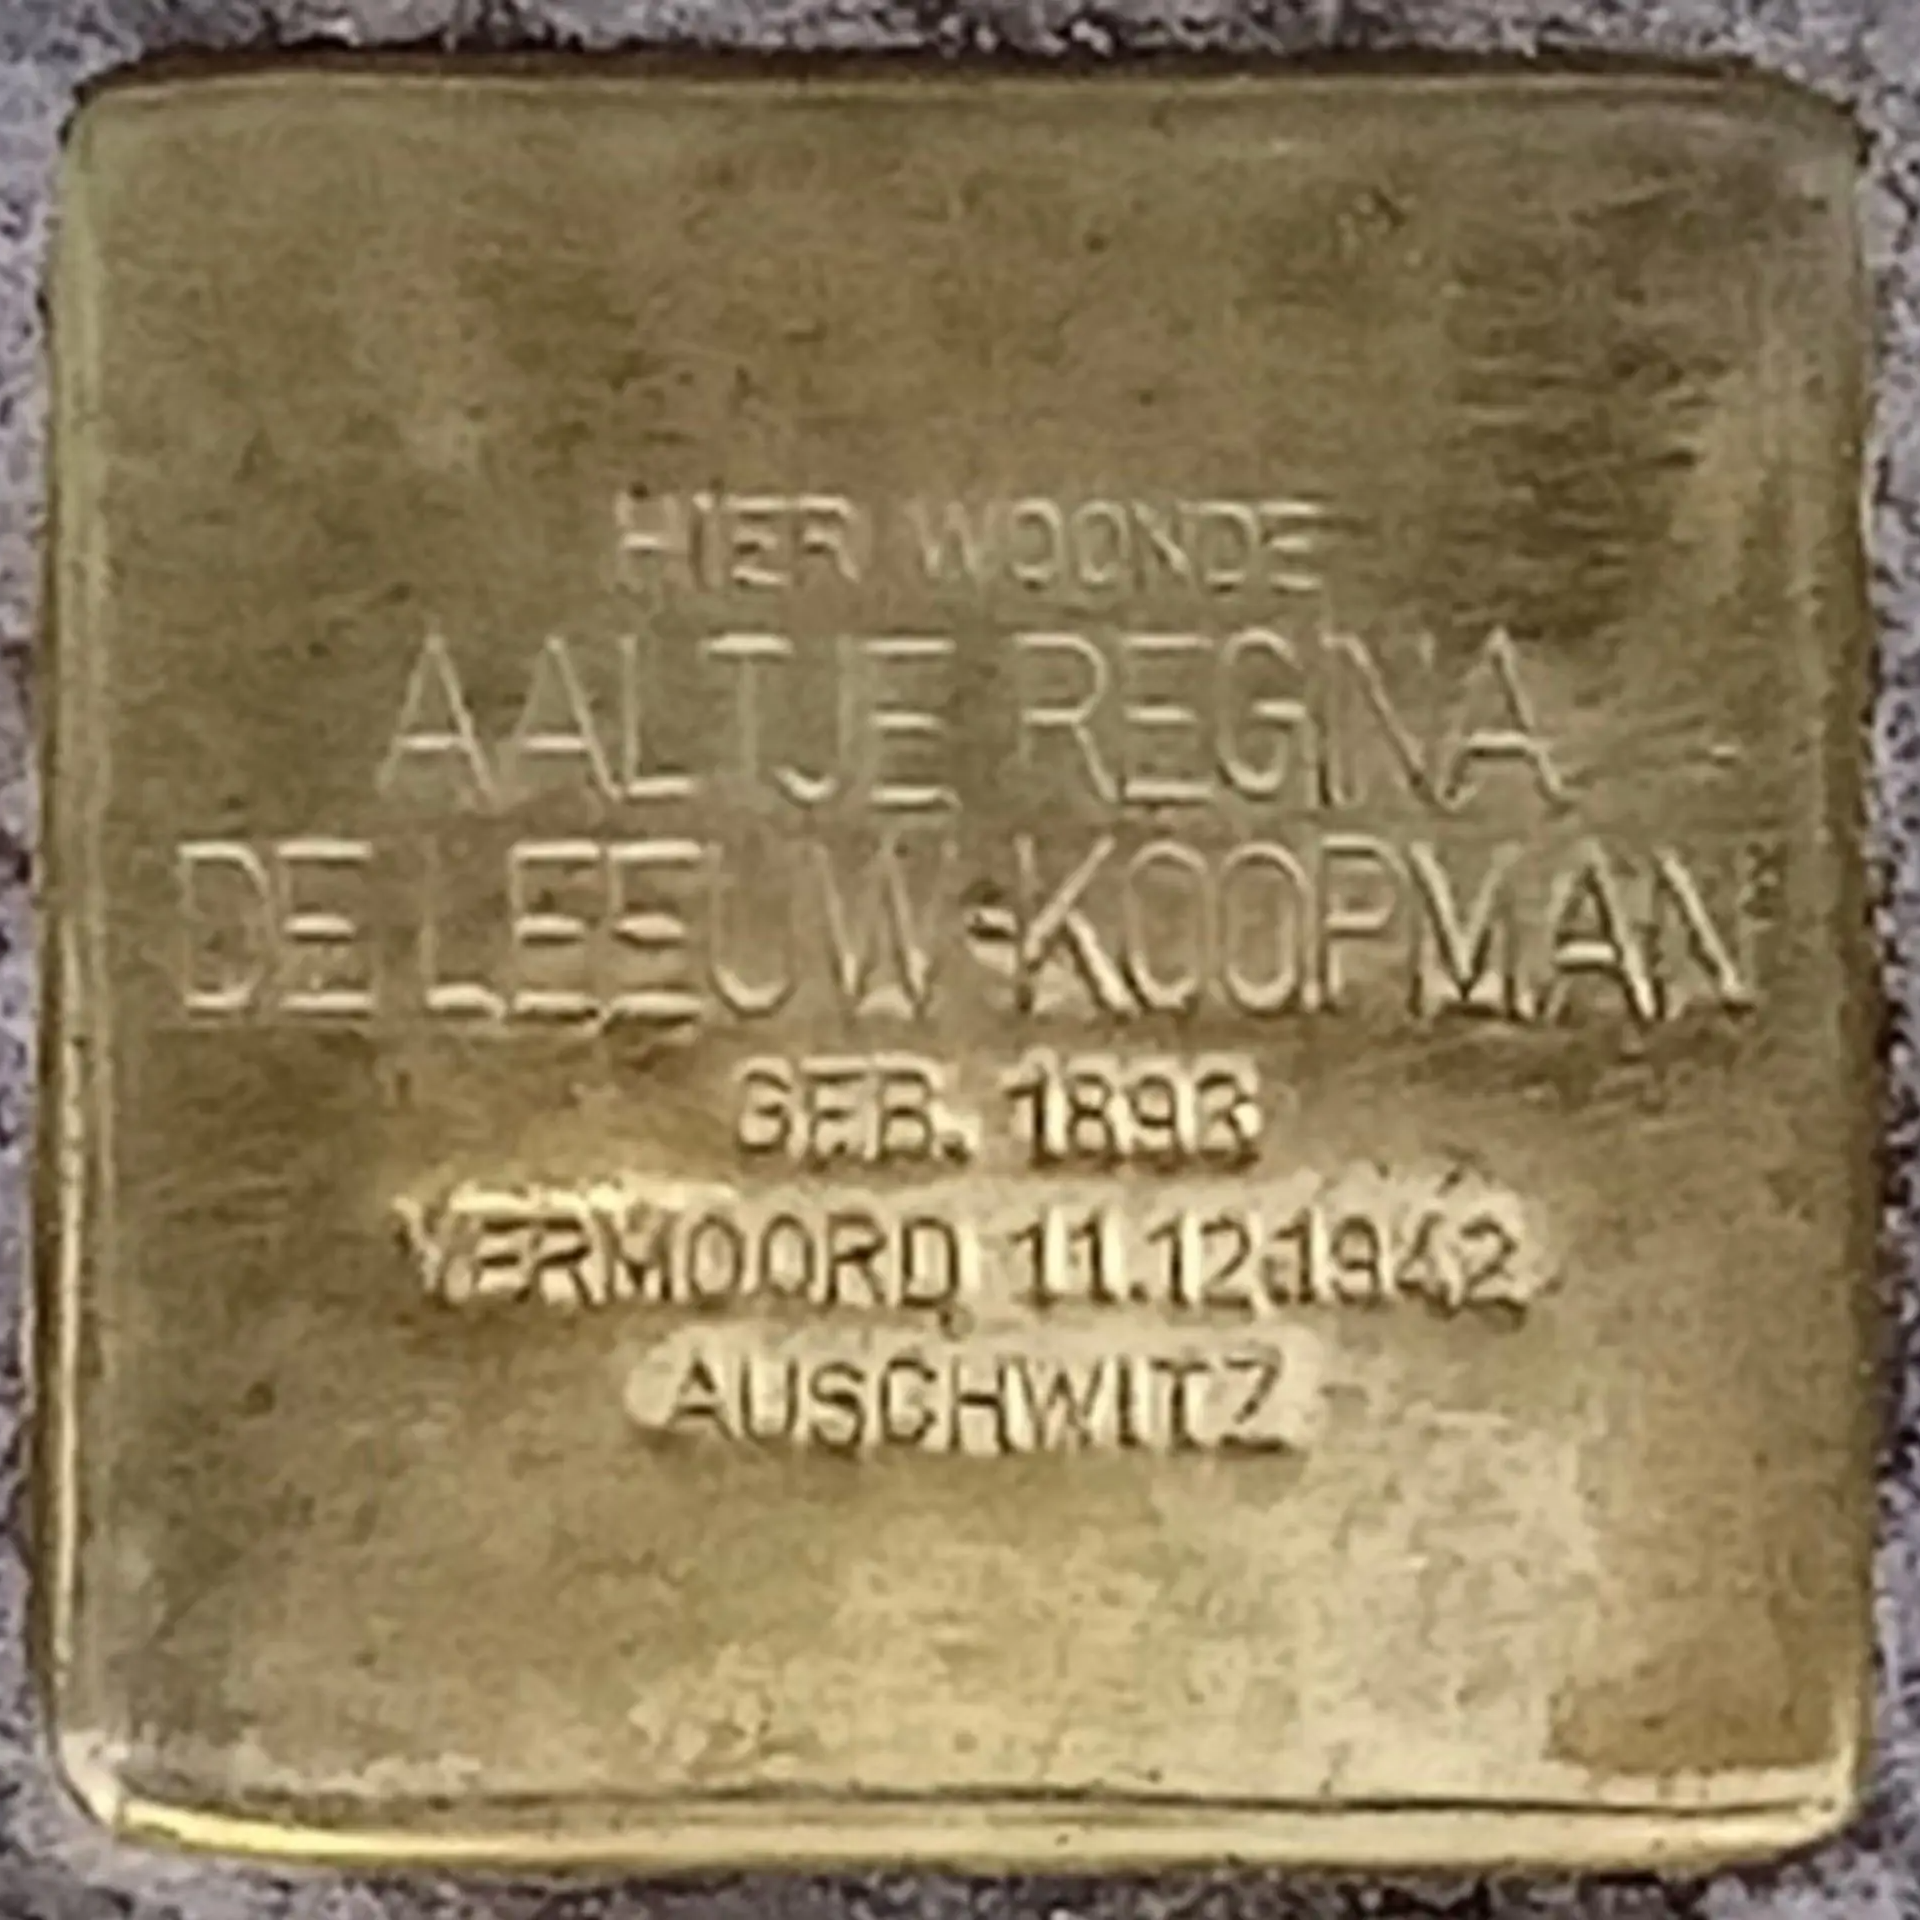 HIER WOONDE
AALTJE REGINA
DE LEEUW-KOOPMAN
GEB. 1893
VERMOORD 11.12.1942
AUSCHWITZ